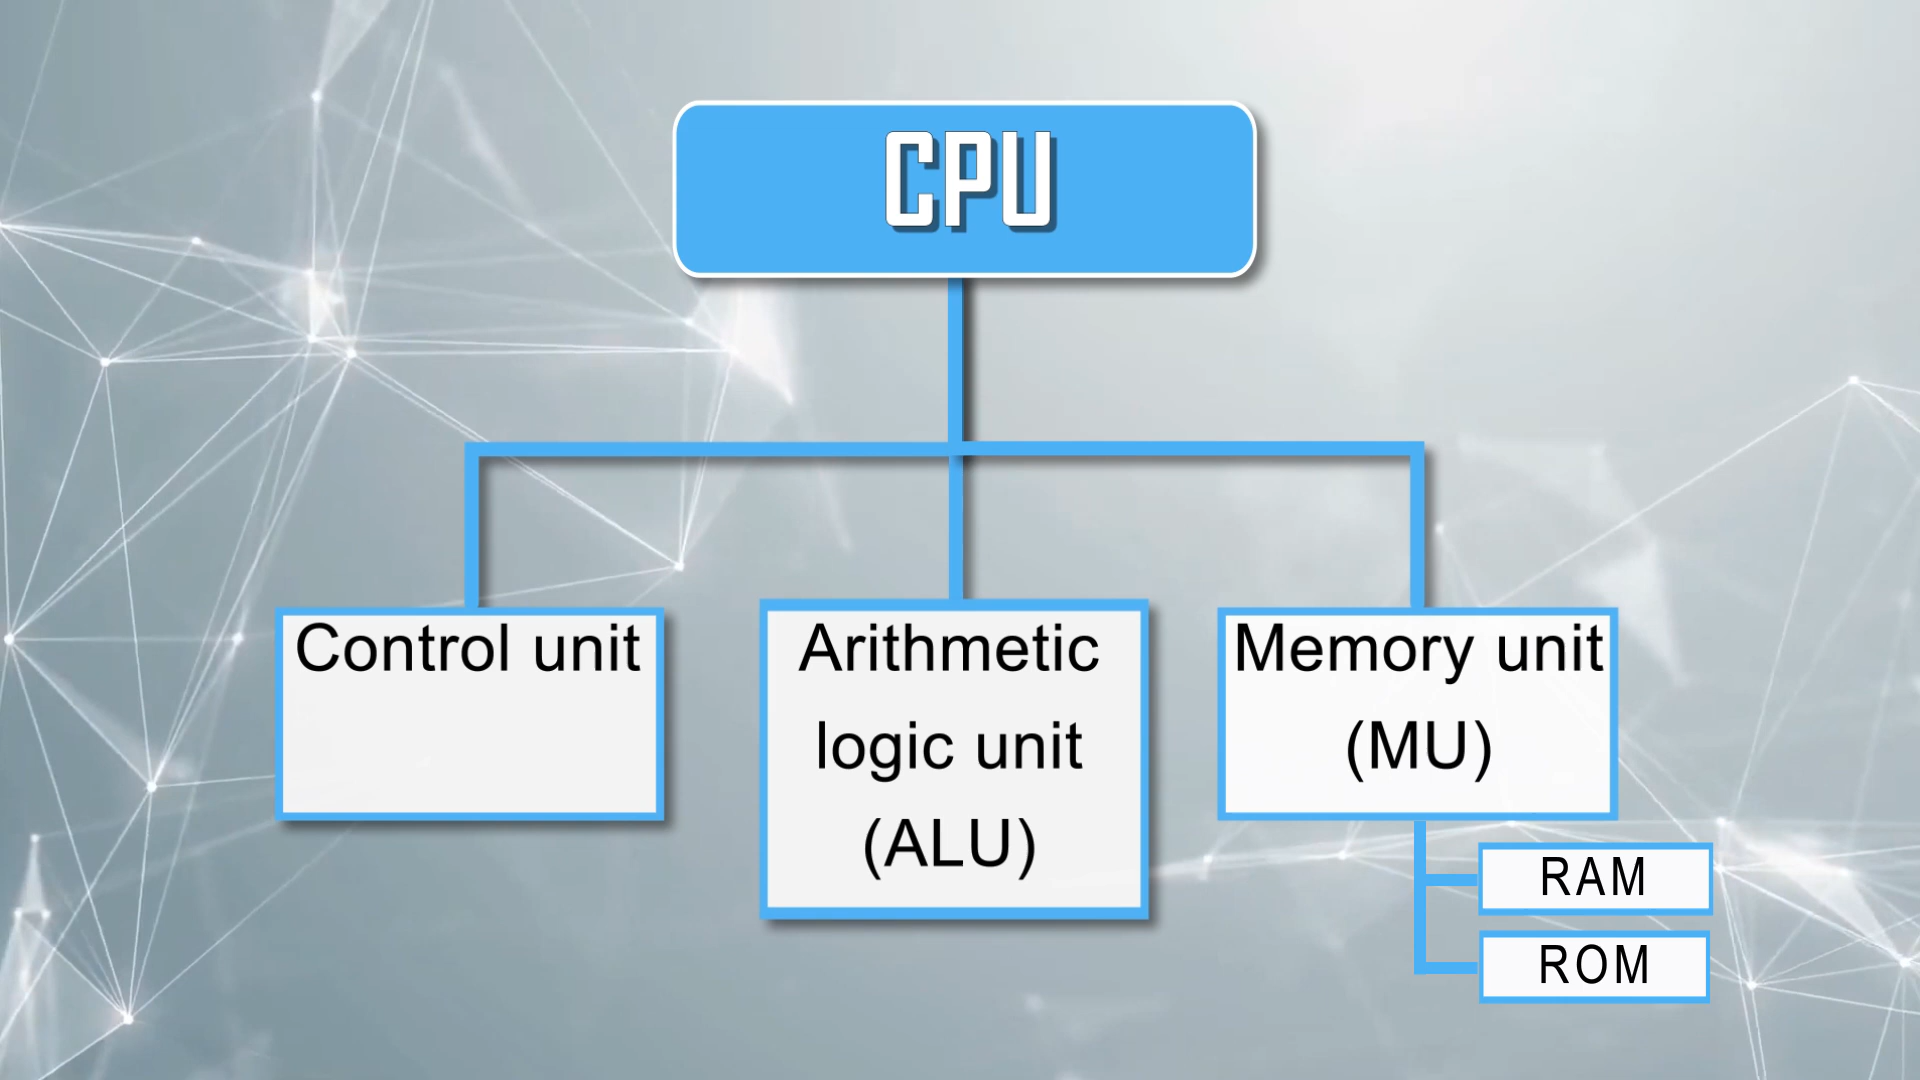 CPU
Control unit
Arithmetic
logic unit
(ALU)
Memory unit
(MU)
RAM
ROM